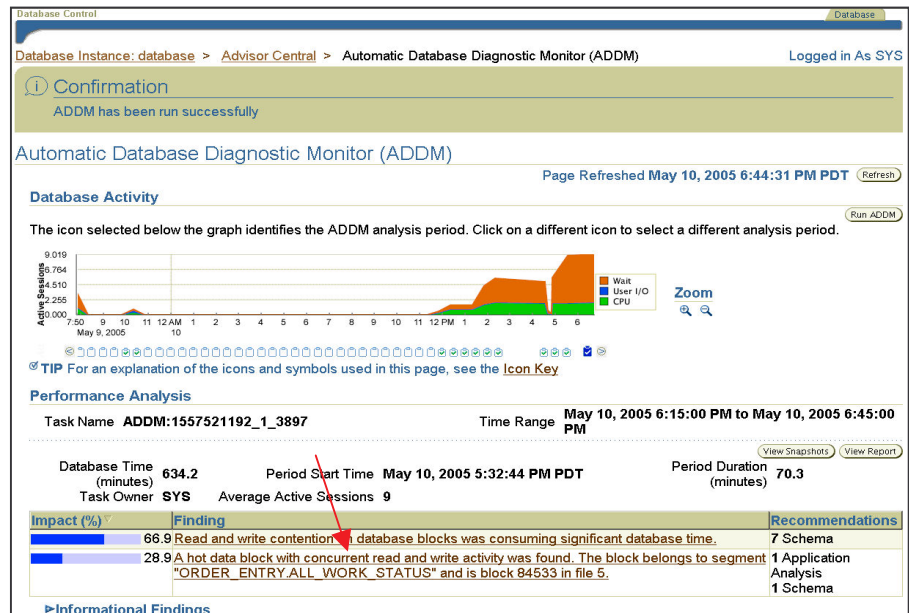 Database Control
Database
Database Instance: database > Advisor Central > Automatic Database Diagnostic Monitor (ADDM)
Logged in As SYS
Confirmation
ADDM has been run successfully
Automatic Database Diagnostic Monitor (ADDM)
Page Refreshed May 10, 2005 6:44:31 PM PDT Refresh
Database Activity
Run ADDM
The icon selected below the graph identifies the ADDM analysis period. Click on a different icon to select a different analysis period.
Active Sessions
9.019
6.764
4.510
2.255
0.000
7:50 9 10 11 12 AM 1 2 3 4 5 6 7 8 9 10 11 12 PM 1 2 3 4 5 6
May 9, 2005 10
Wait
User I/O
CPU
Zoom
TIP For an explanation of the icons and symbols used in this page, see the Icon Key
Performance Analysis
Task Name ADDM:1557521192_1_3897
Time Range May 10, 2005 6:15:00 PM to May 10, 2005 6:45:00
PM
View Snapshots View Report
Database Time
(minutes) 634.2
Period Start Time May 10, 2005 5:32:44 PM PDT
Period Duration
(minutes) 70.3
Task Owner SYS
Average Active Sessions 9
Impact (%) Finding Recommendations
66.9 Read and write contention database blocks was consuming significant database time. 7 Schema
28.9 A hot data block with concurrent read and write activity was found. The block belongs to segment
"ORDER_ENTRY.ALL_WORK_STATUS" and is block 84533 in file 5.
1 Application
Analysis
1 Schema
Informational Findings